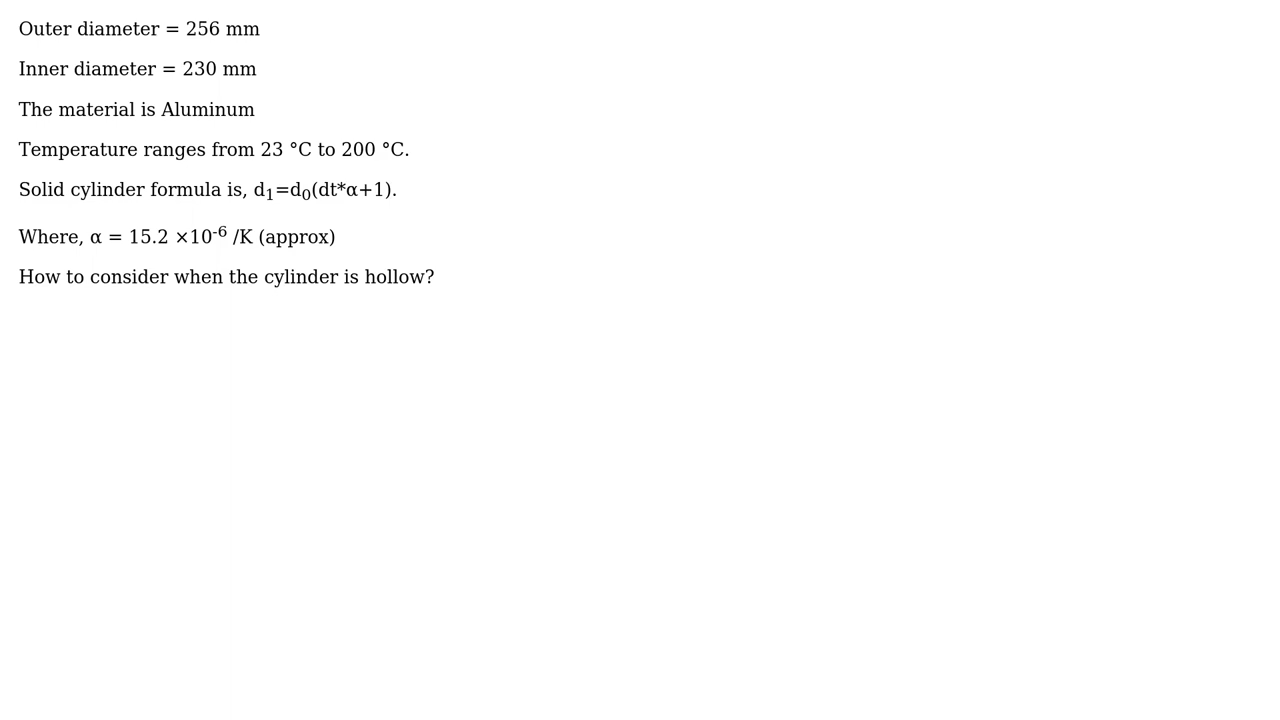 Outer diameter = 256 mm
Inner diameter = 230 mm
The material is Aluminum
Temperature ranges from 23 °C to 200 °C.
Solid cylinder formula is, d₁=d₀(dt*α+1).
Where, α = 15.2 ×10⁻⁶ /K (approx)
How to consider when the cylinder is hollow?